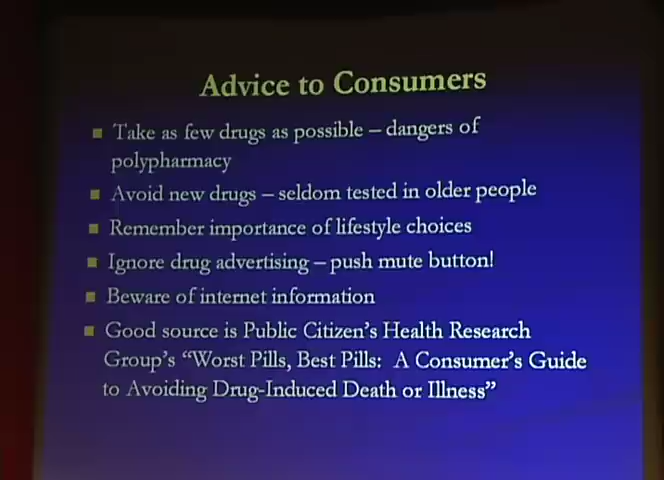 Advice to Consumers
Take as few drugs as possible – dangers of
polypharmacy
Avoid new drugs – seldom tested in older people
Remember importance of lifestyle choices
Ignore drug advertising – push mute button!
Beware of internet information
Good source is Public Citizen's Health Research
Group's “Worst Pills, Best Pills: A Consumer's Guide
to Avoiding Drug-Induced Death or Illness”